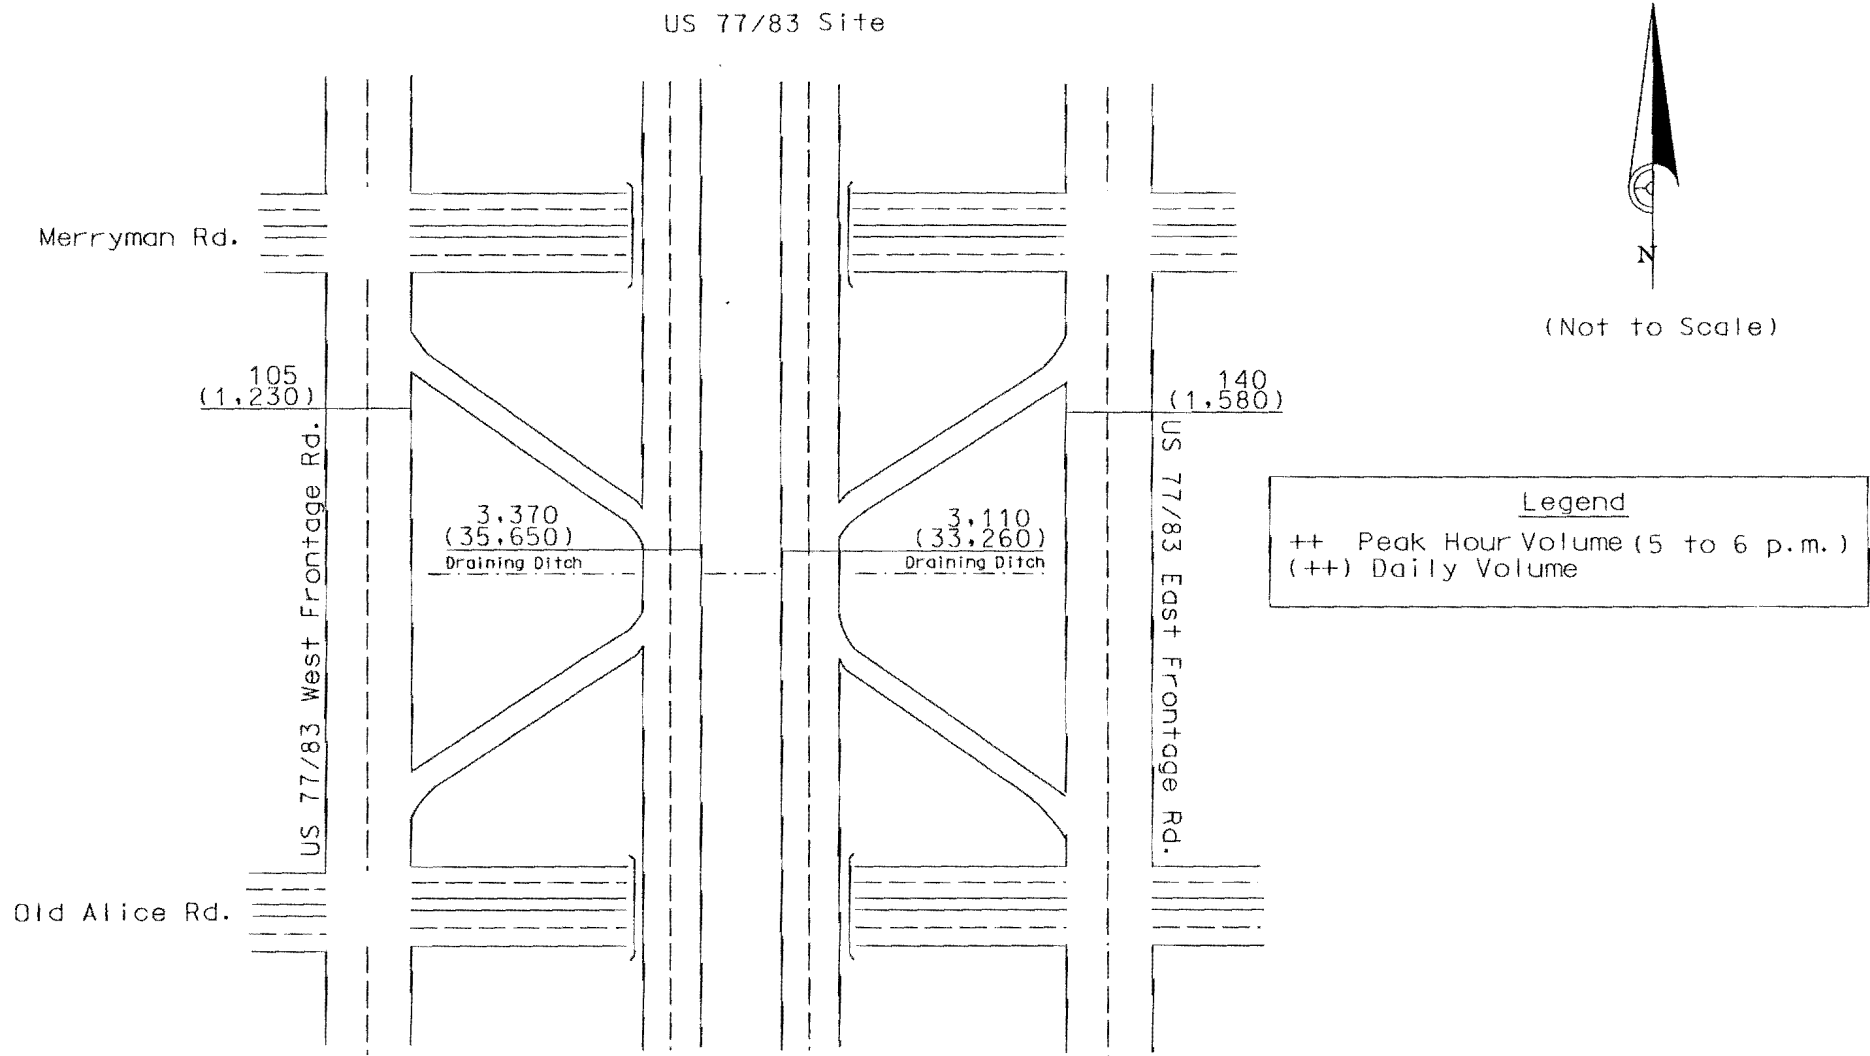 US 77/83 Site
Merryman Rd.
N
(Not to Scale)
105
(1,230)
140
(1,580)
US 77/83 West Frontage Rd.
US 77/83 East Frontage Rd.
3,370
(35,650)
Draining Ditch
3,110
(33,260)
Draining Ditch
Legend
++ Peak Hour Volume (5 to 6 p.m.)
(++) Daily Volume
Old Alice Rd.